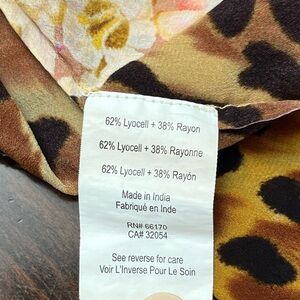 62% Lyocell + 38% Rayon
62% Lyocell + 38% Rayonne
62% Lyocell + 38% Rayón
Made in India
Fabriqué en Inde
RN# 66170
CA# 32054
See reverse for care
Voir L'Inverse Pour Le Soin